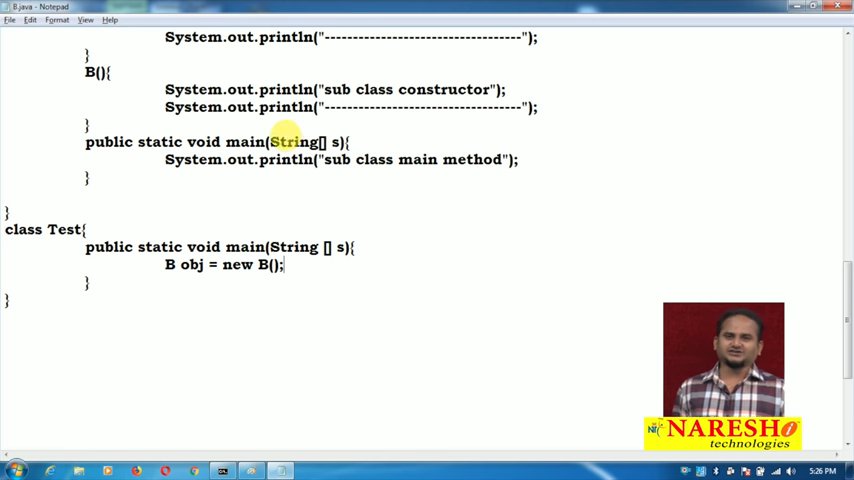 B.java - Notepad
File Edit Format View Help
System.out.println("-----------------------------------");
}
B(){
System.out.println("sub class constructor");
System.out.println("-----------------------------------");
}
public static void main(String[] s){
System.out.println("sub class main method");
}
}
class Test{
public static void main(String [] s){
B obj = new B();
}
}
NARESH i
technologies
5:26 PM